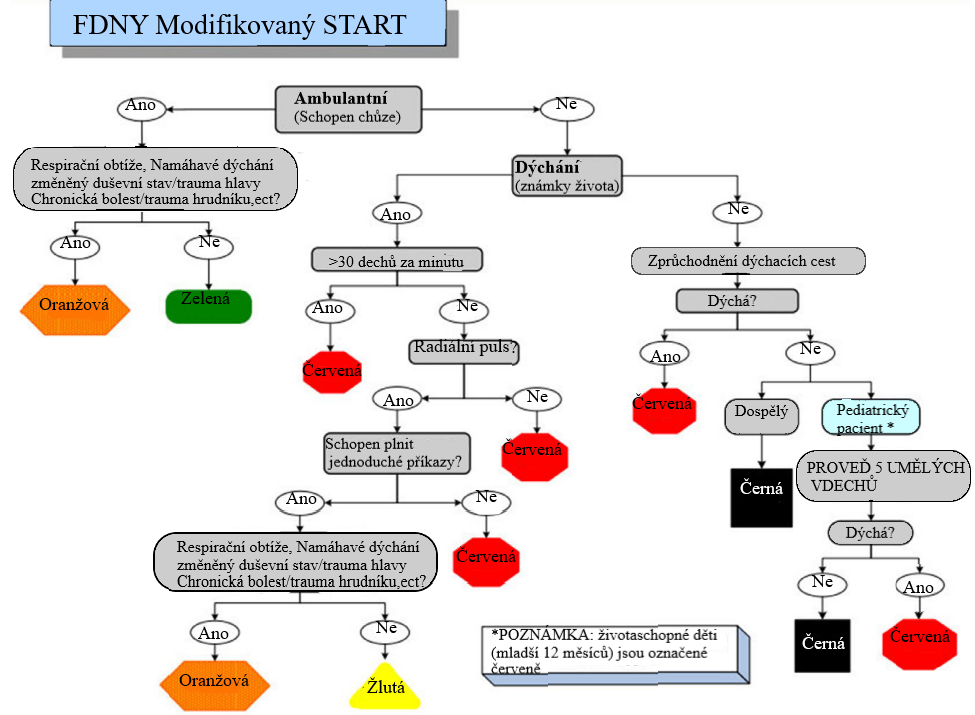 FDNY Modifikovaný START
Ambulantní
(Schopen chůze)
Ano
Ne
Respirační obtíže, Namáhavé dýchání
změněný duševní stav/trauma hlavy
Chronická bolest/trauma hrudníku,ect?
Dýchání
(známky života)
Ano
Ne
Ano
Ne
Oranžová
Zelená
>30 dechů za minutu
Zprůchodnění dýchacích cest
Ano
Ne
Dýchá?
Červená
Radiální puls?
Ano
Ne
Ano
Ne
Červená
Dospělý
Pediatrický
pacient *
Schopen plnit
jednoduché příkazy?
Červená
Černá
PROVEĎ 5 UMĚLÝCH
VDECHŮ
Ano
Ne
Dýchá?
Respirační obtíže, Namáhavé dýchání
změněný duševní stav/trauma hlavy
Chronická bolest/trauma hrudníku,ect?
Červená
Ne
Ano
Ano
Ne
Černá
Červená
Oranžová
Žlutá
*POZNÁMKA: životaschopné děti
(mladší 12 měsíců) jsou označené
červeně